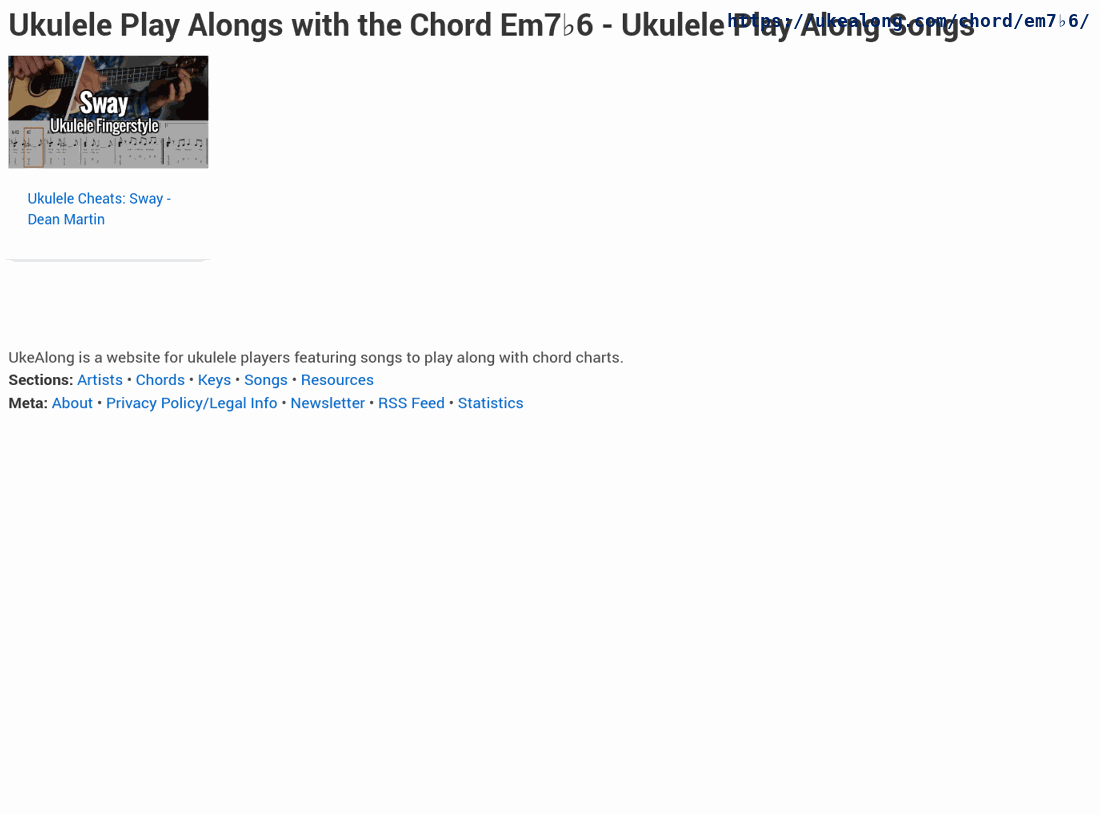 Ukulele Play Alongs with the Chord Em7♭6 - Ukulele Play Along Songs
https://ukealong.com/chord/em7♭6/
Sway
Ukulele Fingerstyle
Ukulele Cheats: Sway -
Dean Martin
UkeAlong is a website for ukulele players featuring songs to play along with chord charts.
Sections: Artists • Chords • Keys • Songs • Resources
Meta: About • Privacy Policy/Legal Info • Newsletter • RSS Feed • Statistics